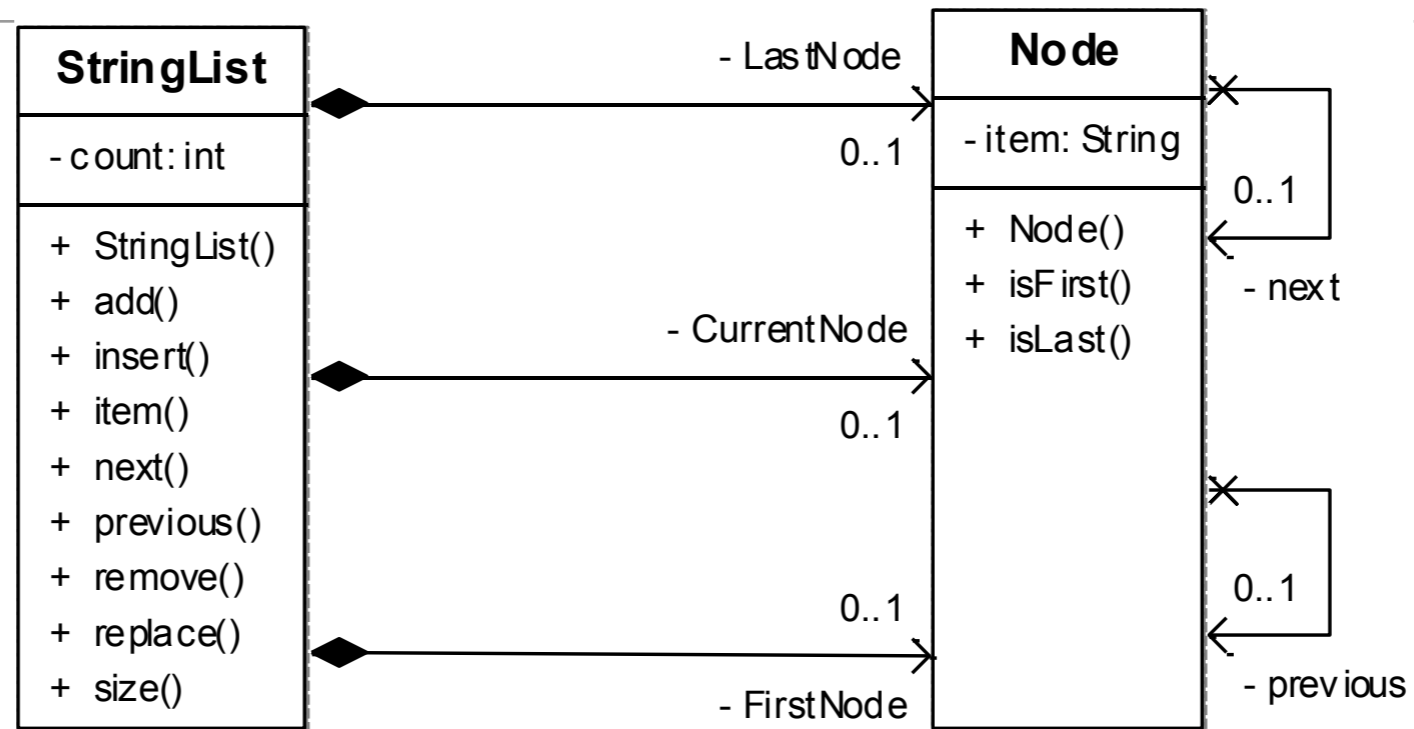 StringList
- count: int
+ StringList()
+ add()
+ insert()
+ item()
+ next()
+ previous()
+ remove()
+ replace()
+ size()
- LastNode
0..1
- CurrentNode
0..1
0..1
- FirstNode
Node
- item: String
+ Node()
+ isFirst()
+ isLast()
0..1
- next
0..1
- previous